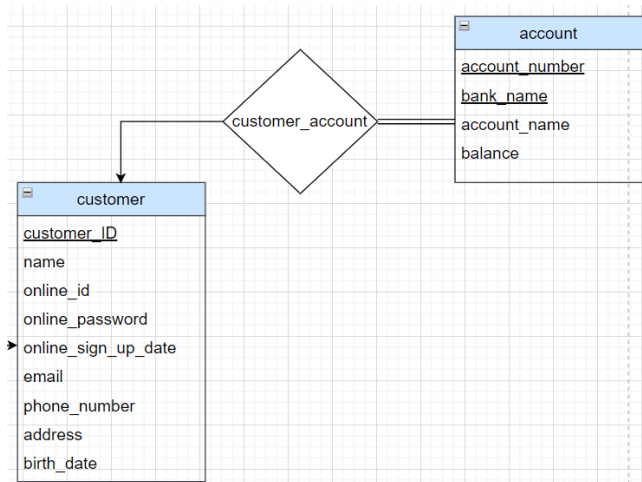 account
account_number
bank_name
account_name
balance
customer_account
customer
customer_ID
name
online_id
online_password
online_sign_up_date
email
phone_number
address
birth_date